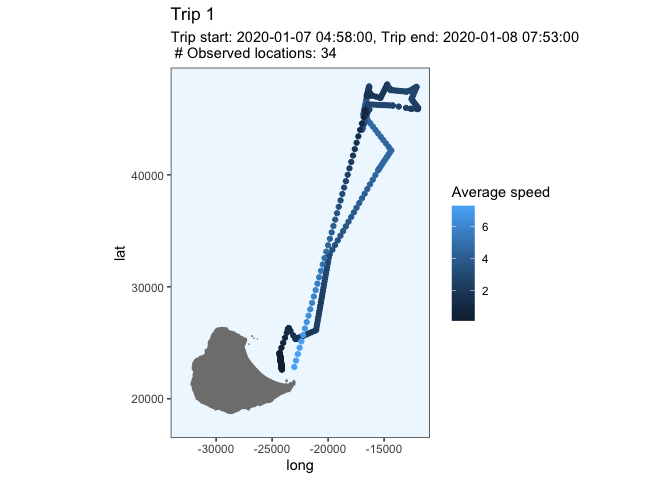 Trip 1
Trip start: 2020-01-07 04:58:00, Trip end: 2020-01-08 07:53:00
# Observed locations: 34
40000
30000
20000
lat
-30000 -25000 -20000 -15000
long
Average speed
6
4
2